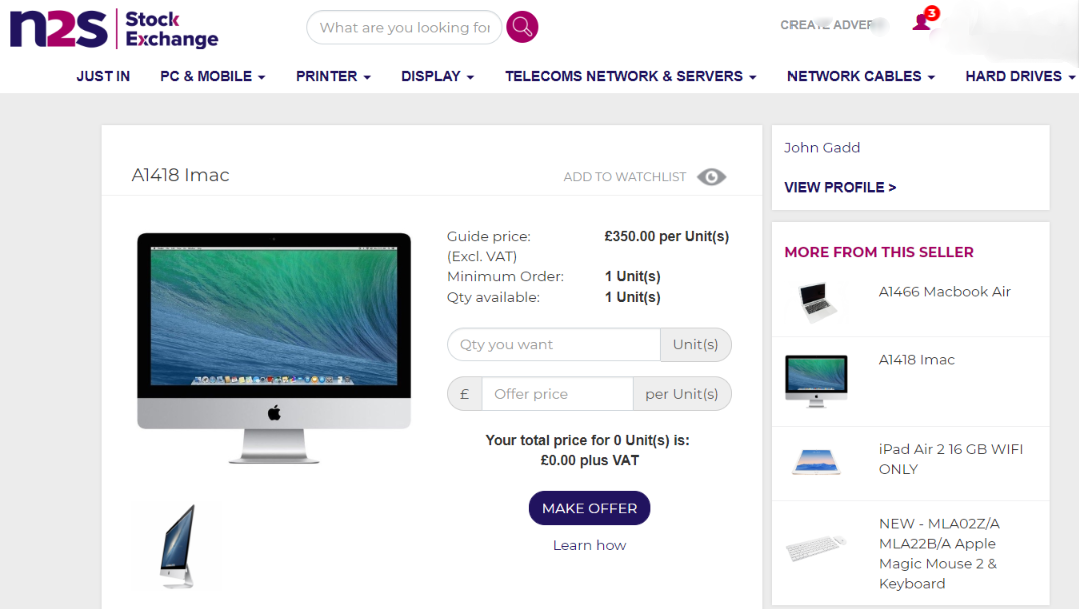 n2s Stock
Exchange
What are you looking for
CREATE ADVER
3
JUST IN PC & MOBILE PRINTER DISPLAY TELECOMS NETWORK & SERVERS NETWORK CABLES HARD DRIVES
A1418 Imac
ADD TO WATCHLIST
Guide price: £350.00 per Unit(s)
(Excl. VAT)
Minimum Order: 1 Unit(s)
Qty available: 1 Unit(s)
Qty you want Unit(s)
£ Offer price per Unit(s)
Your total price for 0 Unit(s) is:
£0.00 plus VAT
MAKE OFFER
Learn how
John Gadd
VIEW PROFILE >
MORE FROM THIS SELLER
A1466 Macbook Air
A1418 Imac
iPad Air 2 16 GB WIFI
ONLY
NEW - MLA02Z/A
MLA22B/A Apple
Magic Mouse 2 &
Keyboard